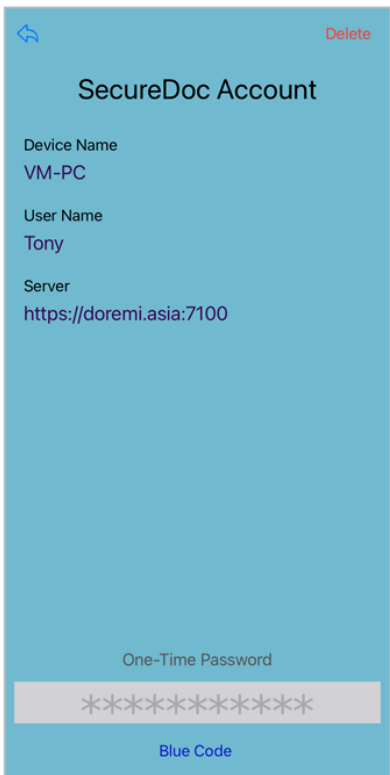 Delete
SecureDoc Account
Device Name
VM-PC
User Name
Tony
Server
https://doremi.asia:7100
One-Time Password
***********
Blue Code